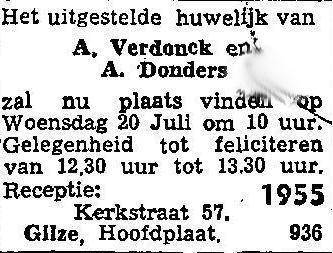 Het uitgestelde huwelijk van
A. Verdonck en
A. Donders
zal nu plaats vinden op
Woensdag 20 Juli om 10 uur.
Gelegenheid tot feliciteren
van 12.30 uur tot 13.30 uur.
Receptie: 1955
Kerkstraat 57.
Gilze, Hoofdplaat. 936